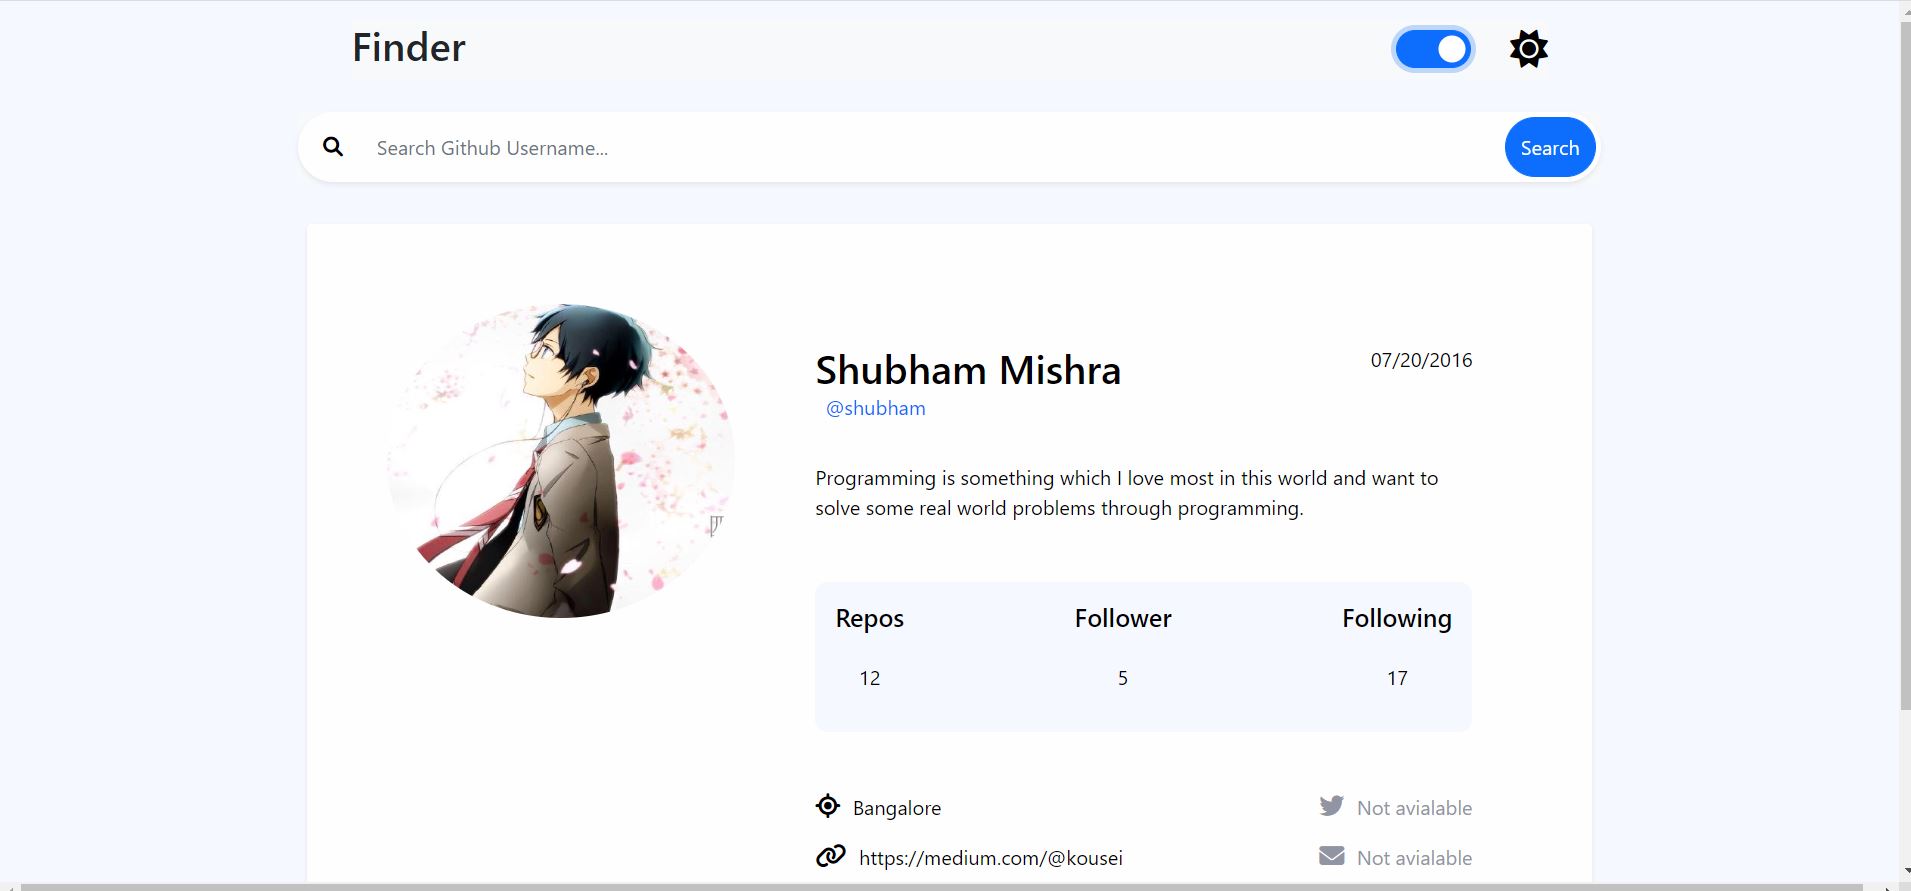 Finder
Search Github Username...
Search
Shubham Mishra
07/20/2016
@shubham
Programming is something which I love most in this world and want to
solve some real world problems through programming.
Repos Follower Following
12 5 17
Bangalore
Not avialable
https://medium.com/@kousei
Not avialable